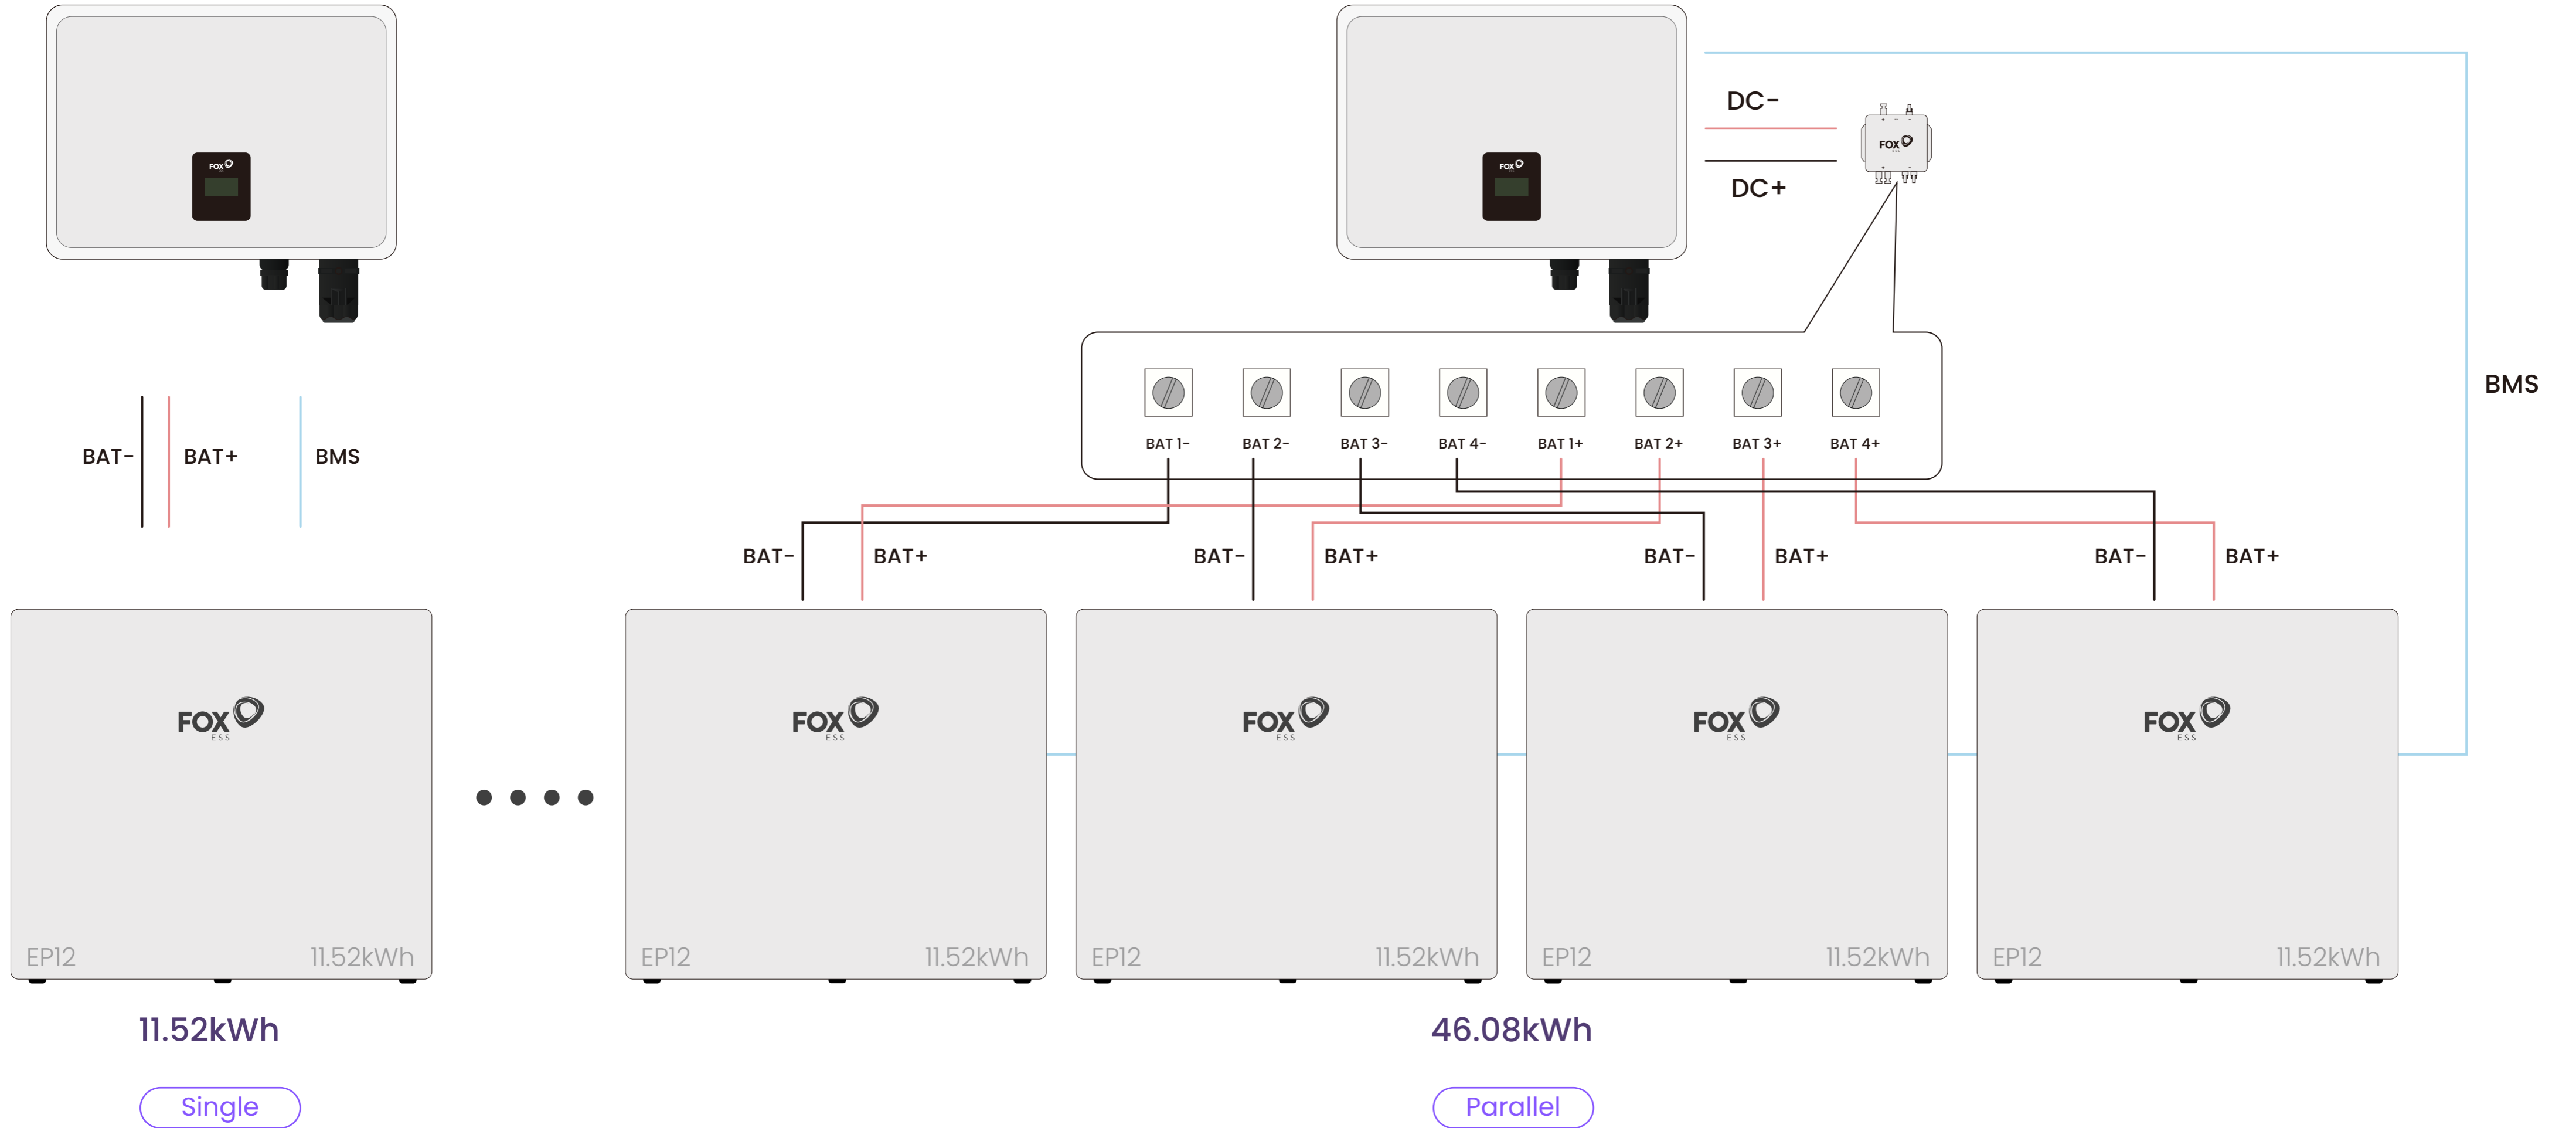 FOX
ESS
FOX
ESS
DC-
DC+
FOX
ESS
BMS
BAT 1-
BAT 2-
BAT 3-
BAT 4-
BAT 1+
BAT 2+
BAT 3+
BAT 4+
BAT-
BAT+
BMS
BAT-
BAT+
BAT-
BAT+
BAT-
BAT+
BAT-
BAT+
FOX
ESS
EP12
11.52kWh
FOX
ESS
EP12
11.52kWh
FOX
ESS
EP12
11.52kWh
FOX
ESS
EP12
11.52kWh
FOX
ESS
EP12
11.52kWh
11.52kWh
46.08kWh
Single
Parallel